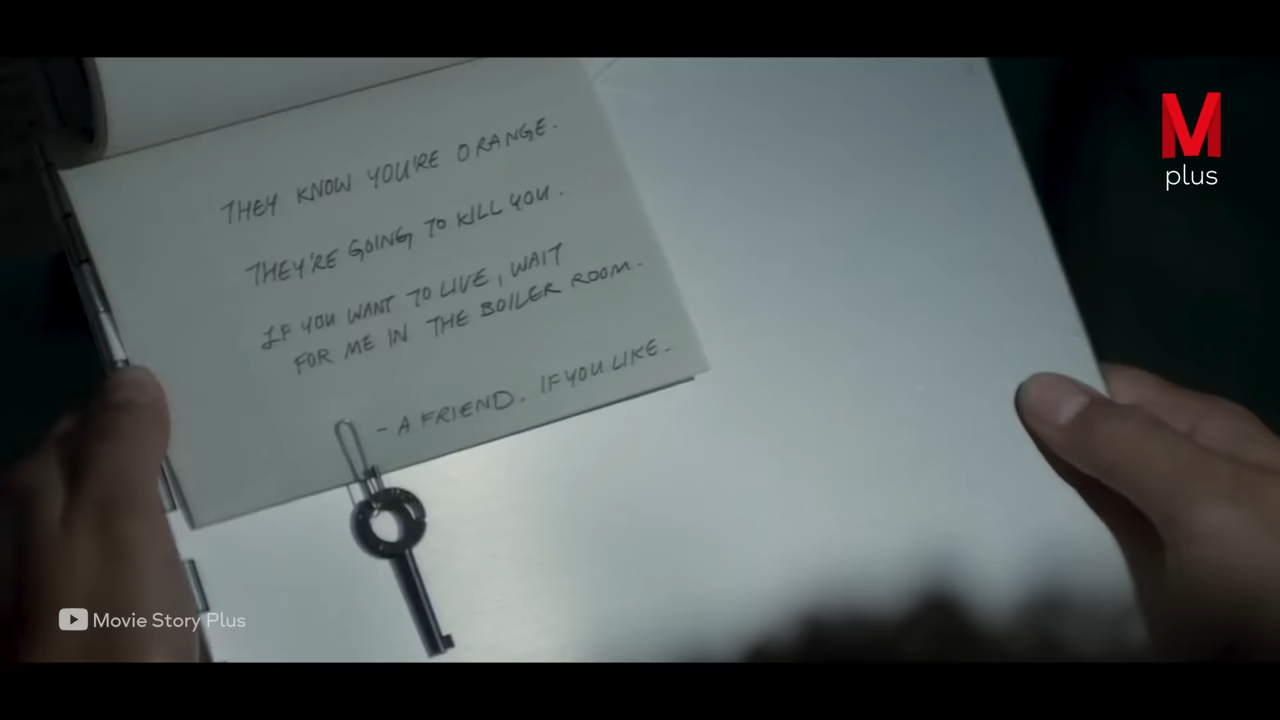 THEY KNOW YOU'RE ORANGE.
THEY'RE GOING TO KILL YOU.
IF YOU WANT TO LIVE, WAIT
FOR ME IN THE BOILER ROOM.
- A FRIEND. IF YOU LIKE.
M
plus
Movie Story Plus